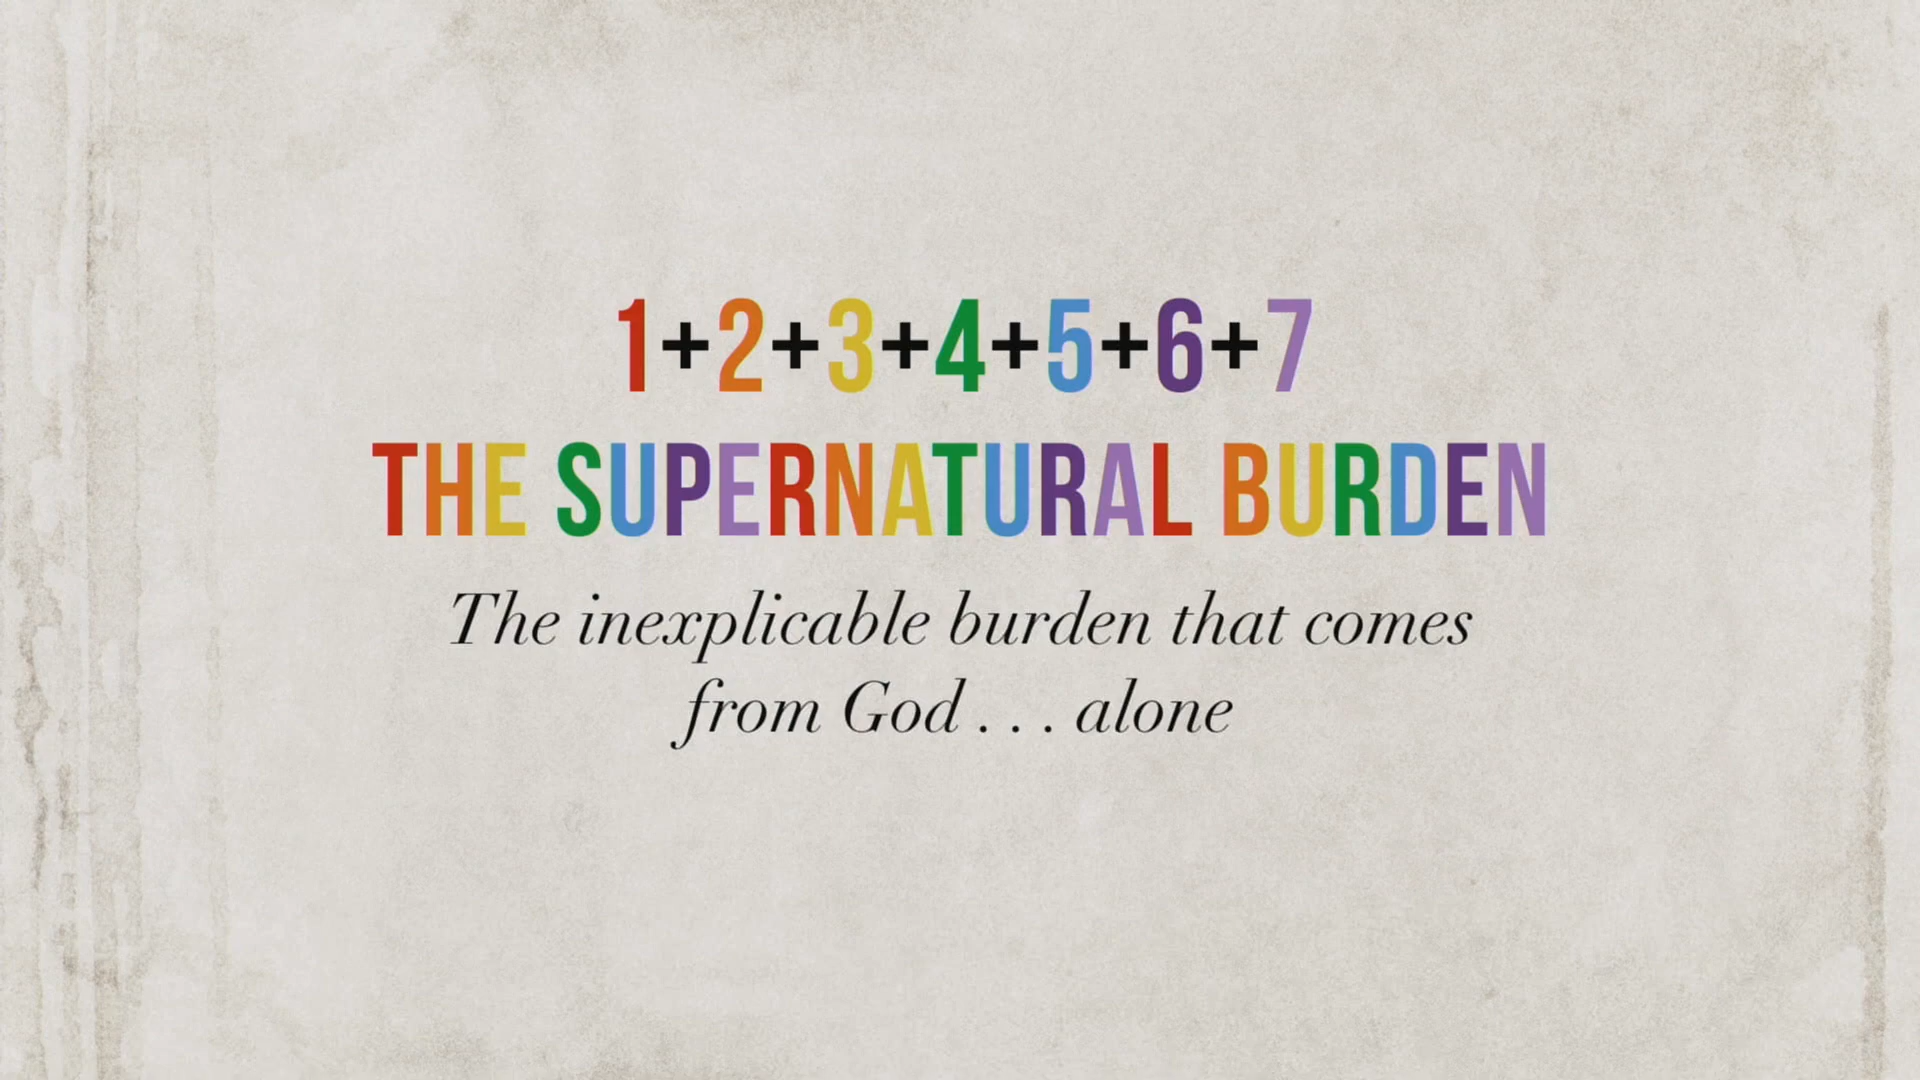 1+2+3+4+5+6+7
THE SUPERNATURAL BURDEN
The inexplicable burden that comes
from God . . . alone